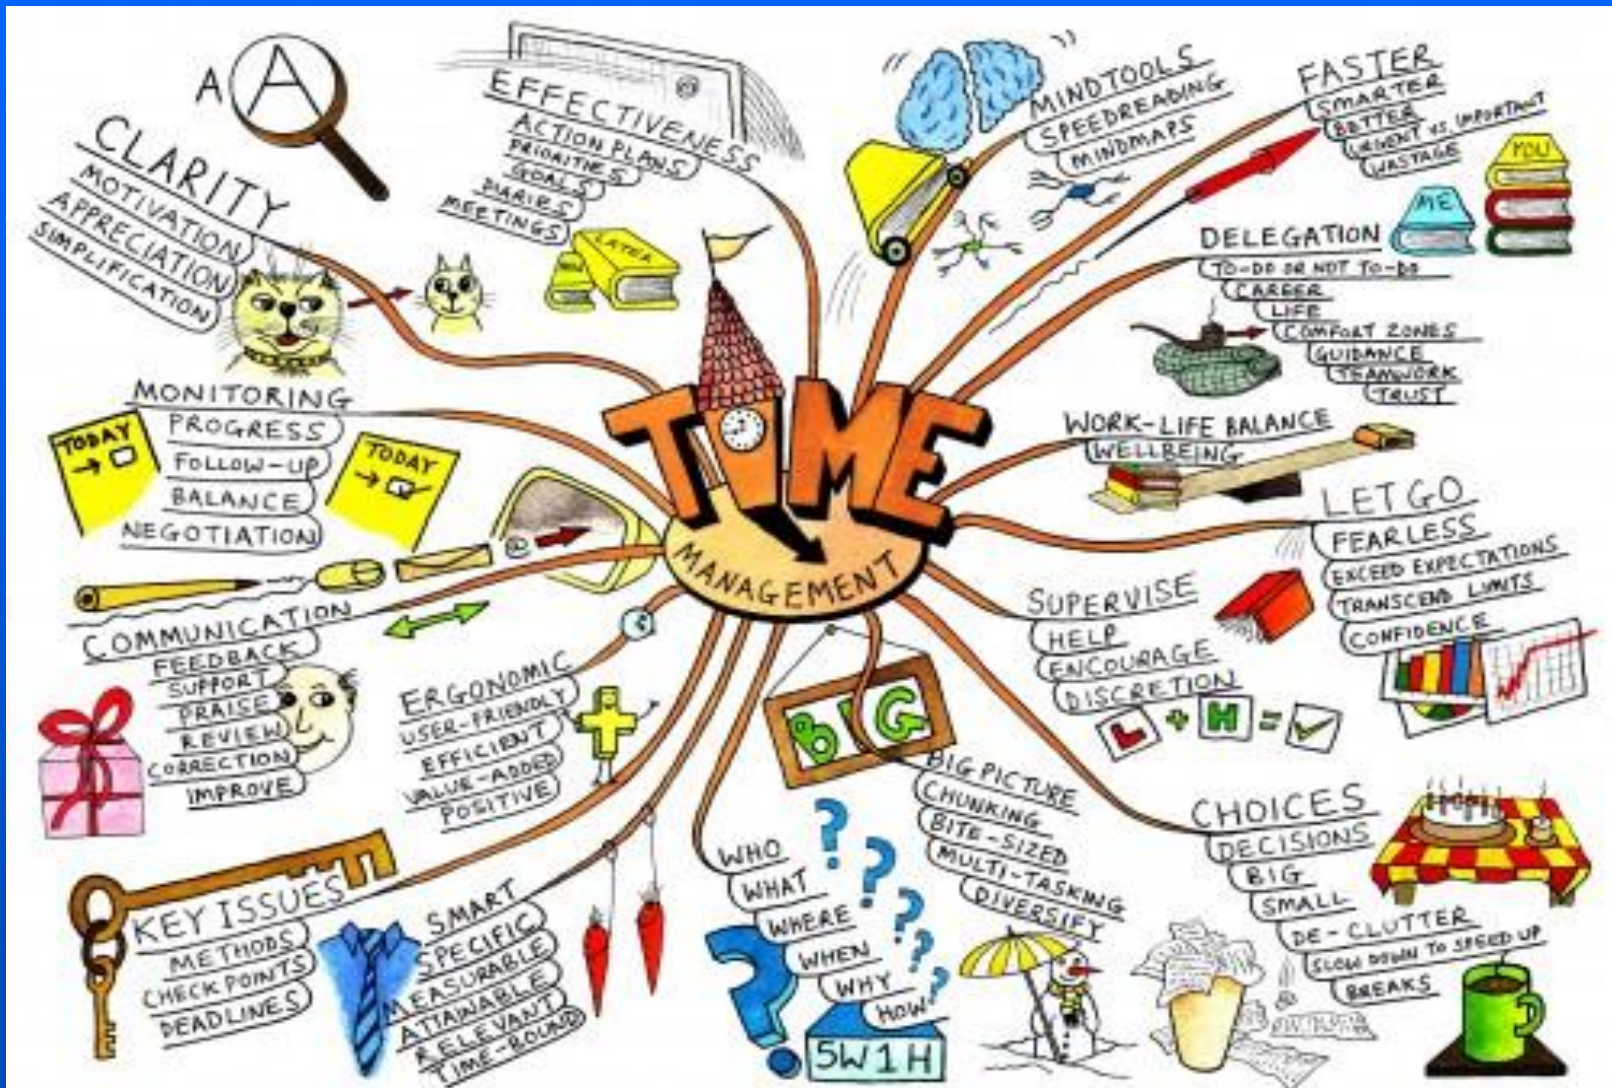 TIME
MANAGEMENT
A A
CLARITY
MOTIVATION
APPRECIATION
SIMPLIFICATION
EFFECTIVENESS
ACTION PLANS
PRIORITIES
GOALS
DIARIES
MEETINGS
NOW
LATER
MINDTOOLS
SPEEDREADING
MINDMAPS
FASTER
SMARTER
BETTER
URGENT VS. IMPORTANT
WASTAGE
YOU
ME
DELEGATION
TO-DO OR NOT TO-DO
CAREER
LIFE
COMFORT ZONES
GUIDANCE
TEAMWORK
TRUST
WORK-LIFE BALANCE
WELLBEING
LET GO
FEARLESS
EXCEED EXPECTATIONS
TRANSCEND LIMITS
CONFIDENCE
SUPERVISE
HELP
ENCOURAGE
DISCRETION
L + H = ✓
CHOICES
DECISIONS
BIG
SMALL
DE-CLUTTER
SLOW DOWN TO SPEED UP
BREAKS
BIG
BIG PICTURE
CHUNKING
BITE-SIZED
MULTI-TASKING
DIVERSIFY
WHO
WHAT
WHERE
WHEN
WHY
HOW
? ? ? ? ? ?
?
5W1H
SMART
SPECIFIC
MEASURABLE
ATTAINABLE
RELEVANT
TIME-BOUND
KEY ISSUES
METHODS
CHECKPOINTS
DEADLINES
ERGONOMIC
USER-FRIENDLY
EFFICIENT
VALUE-ADDED
POSITIVE
COMMUNICATION
FEEDBACK
SUPPORT
PRAISE
REVIEW
CORRECTION
IMPROVE
@
MONITORING
PROGRESS
FOLLOW-UP
BALANCE
NEGOTIATION
TODAY
TODAY